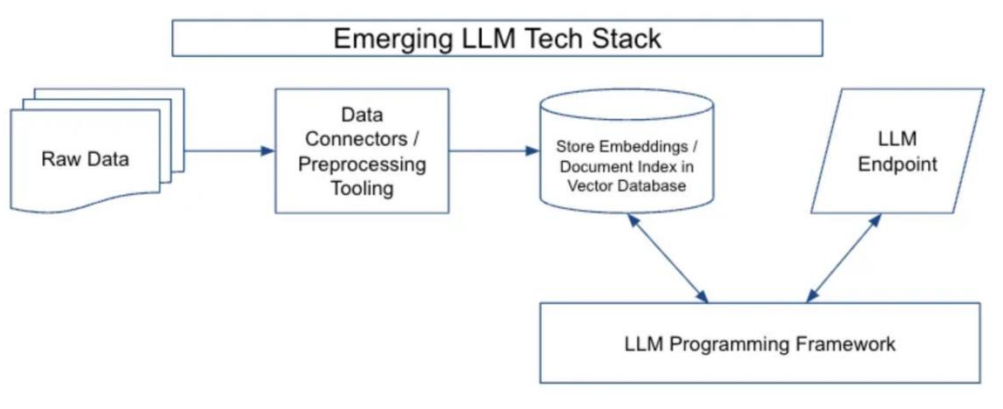 Emerging LLM Tech Stack
Raw Data
Data
Connectors /
Preprocessing
Tooling
Store Embeddings /
Document Index in
Vector Database
LLM
Endpoint
LLM Programming Framework